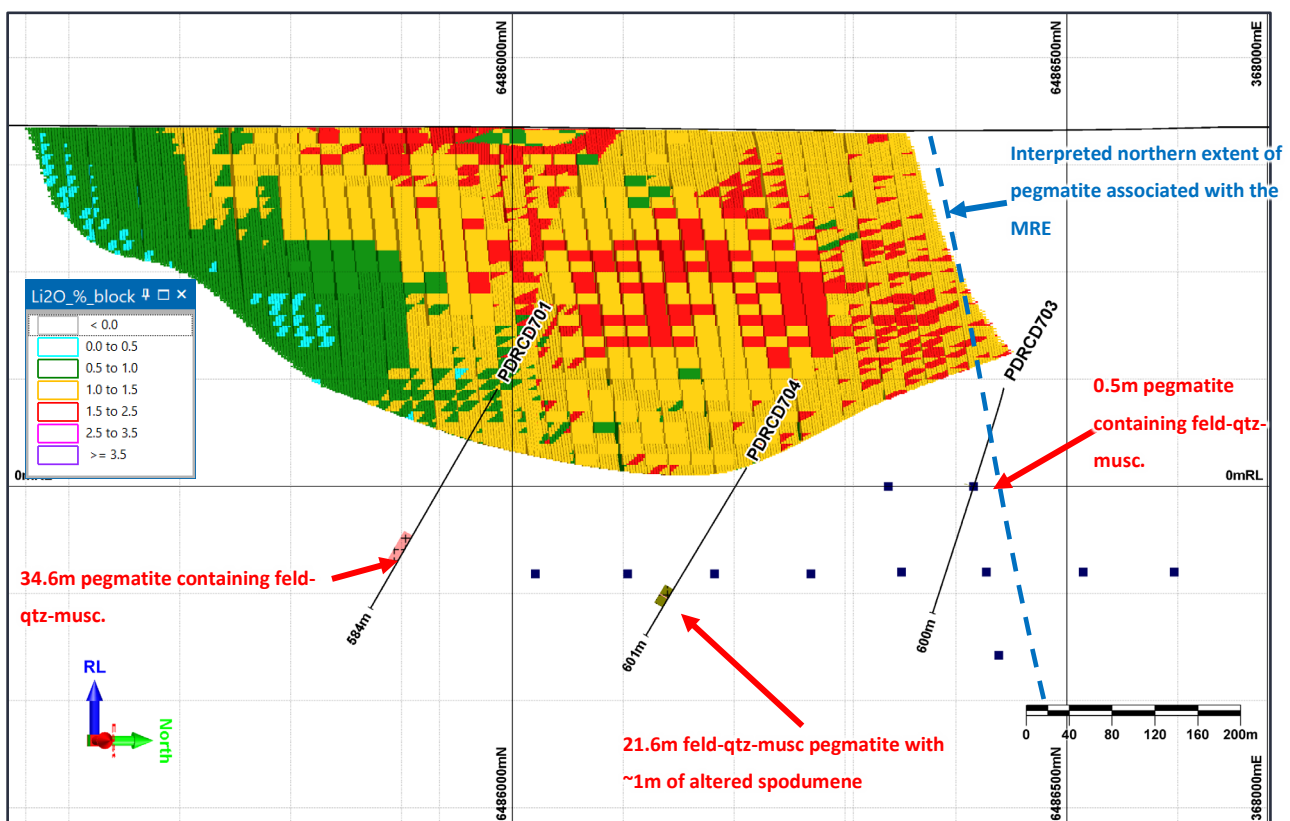 6486000mN
6486500mN
368000mE
Interpreted northern extent of
pegmatite associated with the
MRE
Li2O_%_block
< 0.0
0.0 to 0.5
0.5 to 1.0
1.0 to 1.5
1.5 to 2.5
2.5 to 3.5
>= 3.5
PDRCD701
PDRCD704
PDRCD703
0.5m pegmatite
containing feld-qtz-
musc.
0mRL
0mRL
34.6m pegmatite containing feld-
qtz-musc.
584m
601m
600m
RL
North
21.6m feld-qtz-musc pegmatite with
~1m of altered spodumene
0 40 80 120 160 200m
6486000mN
6486500mN
368000mE